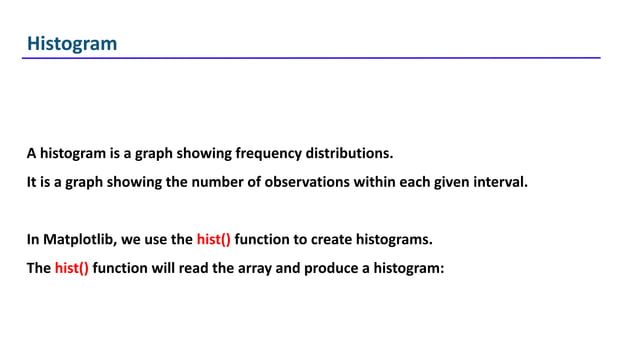 Histogram
A histogram is a graph showing frequency distributions.
It is a graph showing the number of observations within each given interval.
In Matplotlib, we use the hist() function to create histograms.
The hist() function will read the array and produce a histogram: